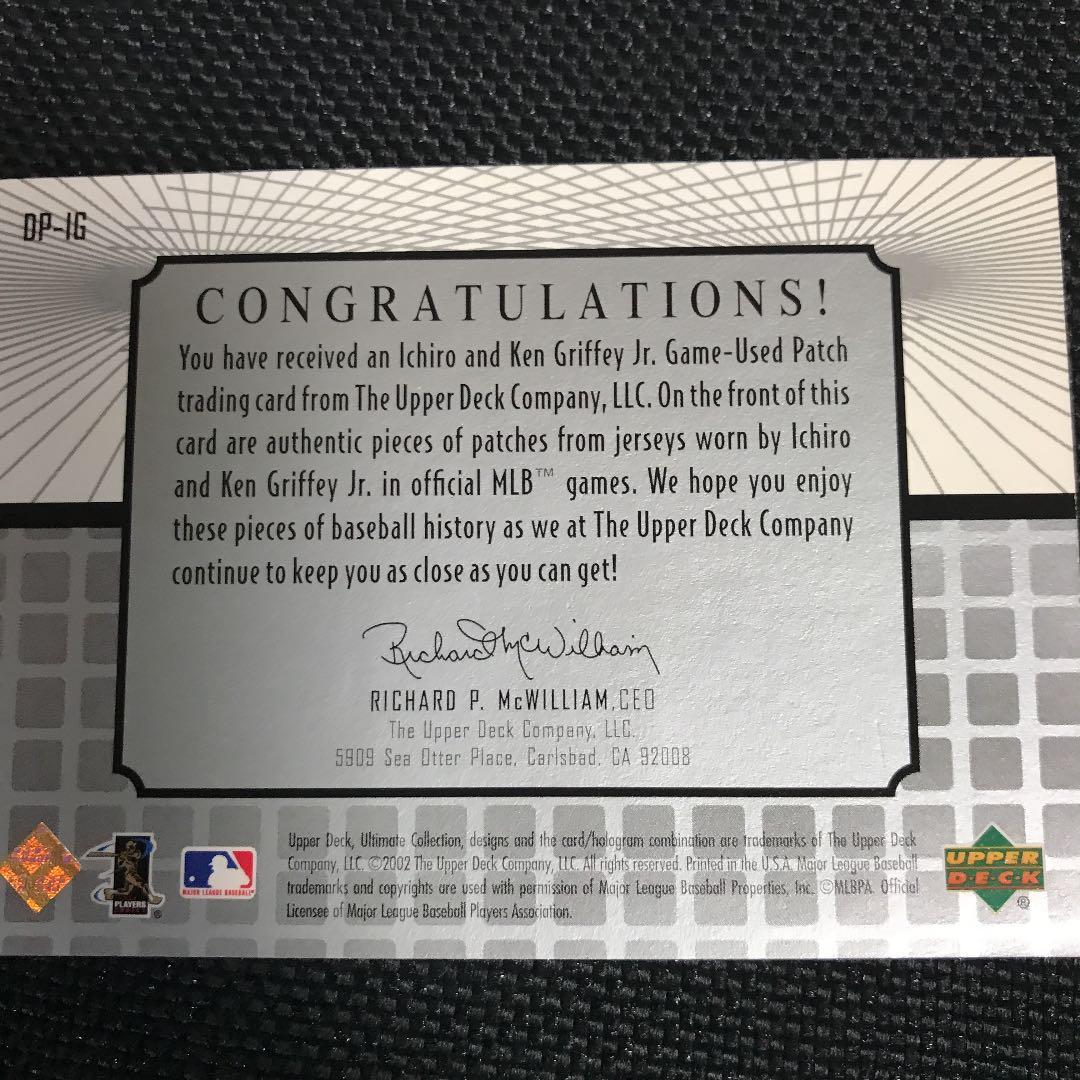 DP-IG
CONGRATULATIONS!
You have received an Ichiro and Ken Griffey Jr. Game-Used Patch
trading card from The Upper Deck Company, LLC. On the front of this
card are authentic pieces of patches from jerseys worn by Ichiro
and Ken Griffey Jr. in official MLB™ games. We hope you enjoy
these pieces of baseball history as we at The Upper Deck Company
continue to keep you as close as you can get!
Richard McWilliam
RICHARD P. McWILLIAM, CEO
The Upper Deck Company, LLC.
5909 Sea Otter Place, Carlsbad, CA 92008
Upper Deck, Ultimate Collection, designs and the card/hologram combination are trademarks of The Upper Deck
Company, LLC. ©2002 The Upper Deck Company, LLC. All rights reserved. Printed in the U.S.A. Major League Baseball
trademarks and copyrights are used with permission of Major League Baseball Properties, Inc. ©MLBPA Official
Licensee of Major League Baseball Players Association.
PLAYERS
CHOICE
®
MAJOR LEAGUE BASEBALL
UPPER
D·E·C·K
®